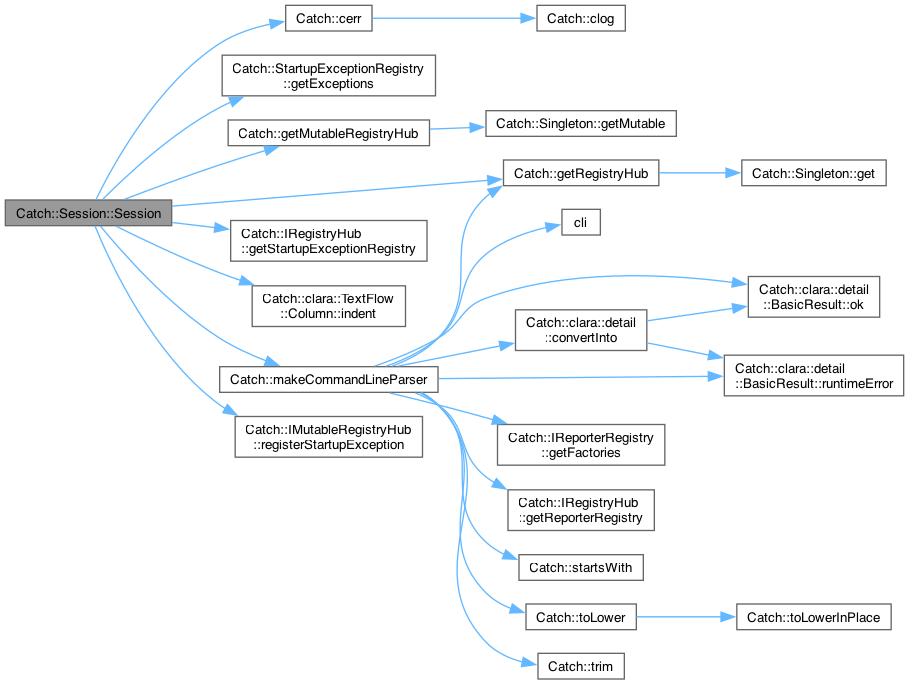 Catch::Session::Session
Catch::cerr
Catch::clog
Catch::StartupExceptionRegistry
::getExceptions
Catch::getMutableRegistryHub
Catch::Singleton::getMutable
Catch::getRegistryHub
Catch::Singleton::get
Catch::IRegistryHub
::getStartupExceptionRegistry
Catch::clara::TextFlow
::Column::indent
Catch::makeCommandLineParser
Catch::IMutableRegistryHub
::registerStartupException
cli
Catch::clara::detail
::convertInto
Catch::clara::detail
::BasicResult::ok
Catch::clara::detail
::BasicResult::runtimeError
Catch::IReporterRegistry
::getFactories
Catch::IRegistryHub
::getReporterRegistry
Catch::startsWith
Catch::toLower
Catch::toLowerInPlace
Catch::trim